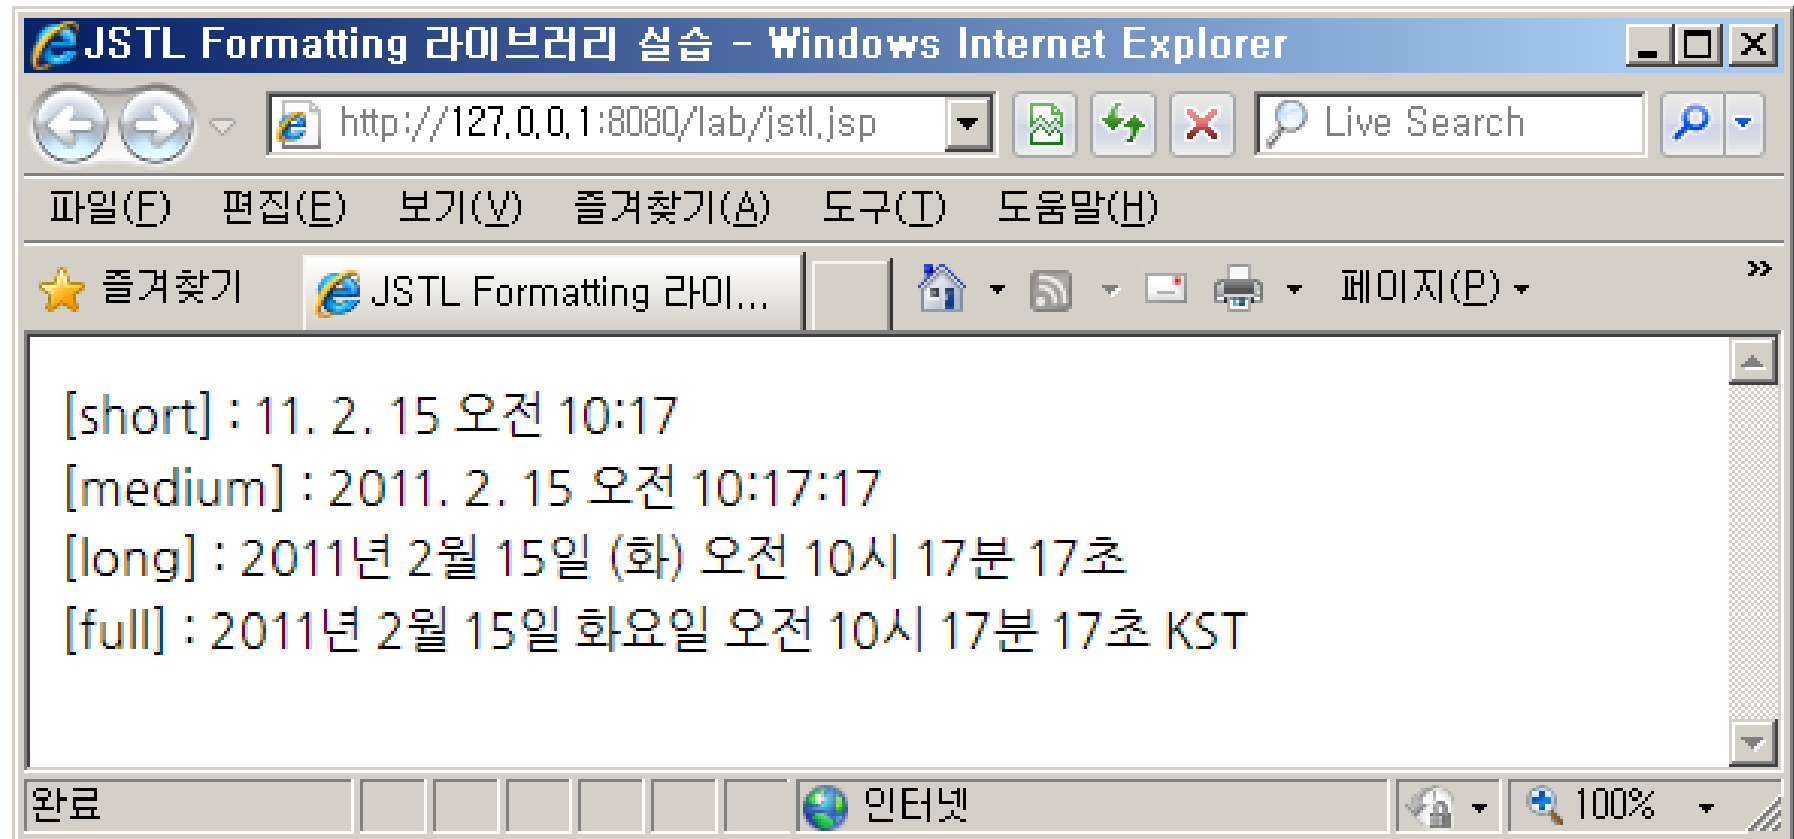 JSTL Formatting 라이브러리 실습 - Windows Internet Explorer
http://127.0.0.1:8080/lab/jstl.jsp Live Search
파일(F) 편집(E) 보기(V) 즐겨찾기(A) 도구(T) 도움말(H)
즐겨찾기 JSTL Formatting 라이... 페이지(P) »
[short] : 11. 2. 15 오전 10:17
[medium] : 2011. 2. 15 오전 10:17:17
[long] : 2011년 2월 15일 (화) 오전 10시 17분 17초
[full] : 2011년 2월 15일 화요일 오전 10시 17분 17초 KST
완료 인터넷 100%